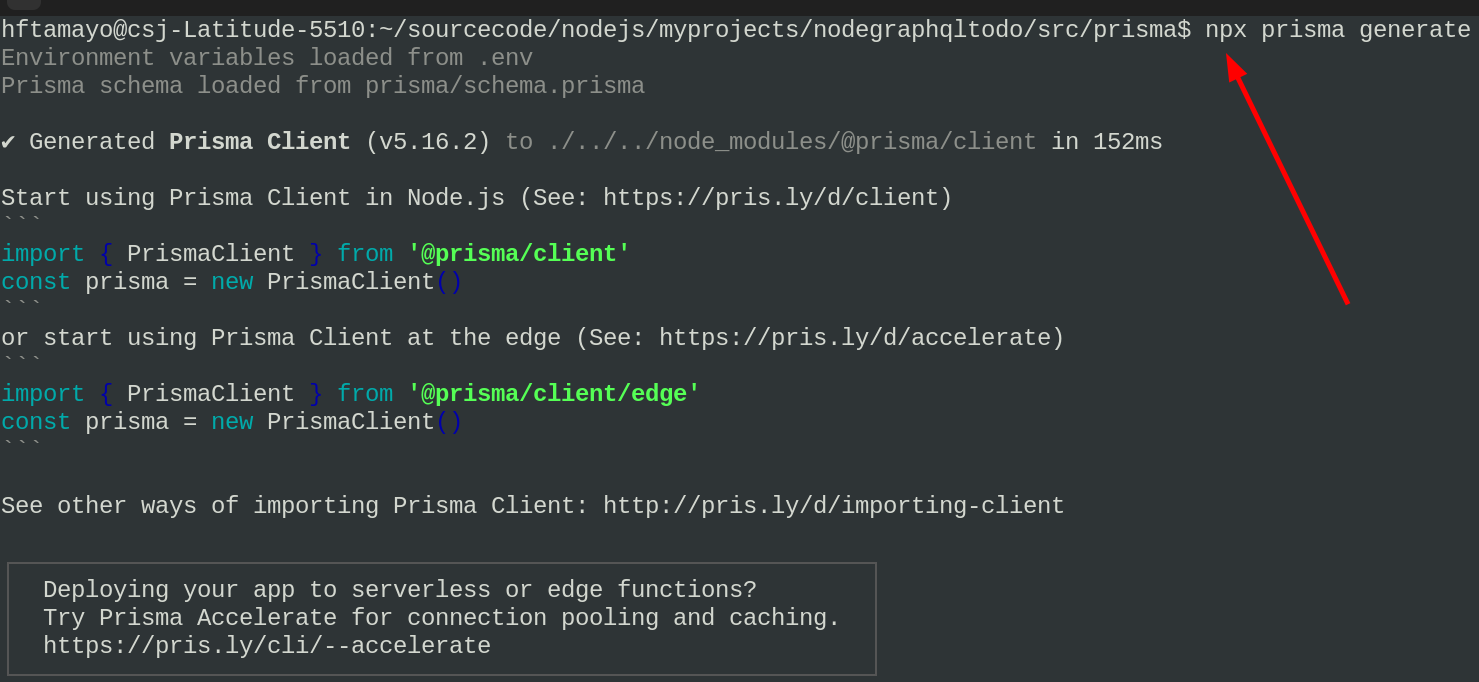 hftamayo@csj-Latitude-5510:~/sourcecode/nodejs/myprojects/nodegraphqltodo/src/prisma$ npx prisma generate
Environment variables loaded from .env
Prisma schema loaded from prisma/schema.prisma
✔ Generated Prisma Client (v5.16.2) to ./../../node_modules/@prisma/client in 152ms
Start using Prisma Client in Node.js (See: https://pris.ly/d/client)
```
import { PrismaClient } from '@prisma/client'
const prisma = new PrismaClient()
```
or start using Prisma Client at the edge (See: https://pris.ly/d/accelerate)
```
import { PrismaClient } from '@prisma/client/edge'
const prisma = new PrismaClient()
```
See other ways of importing Prisma Client: http://pris.ly/d/importing-client
Deploying your app to serverless or edge functions?
Try Prisma Accelerate for connection pooling and caching.
https://pris.ly/cli/--accelerate